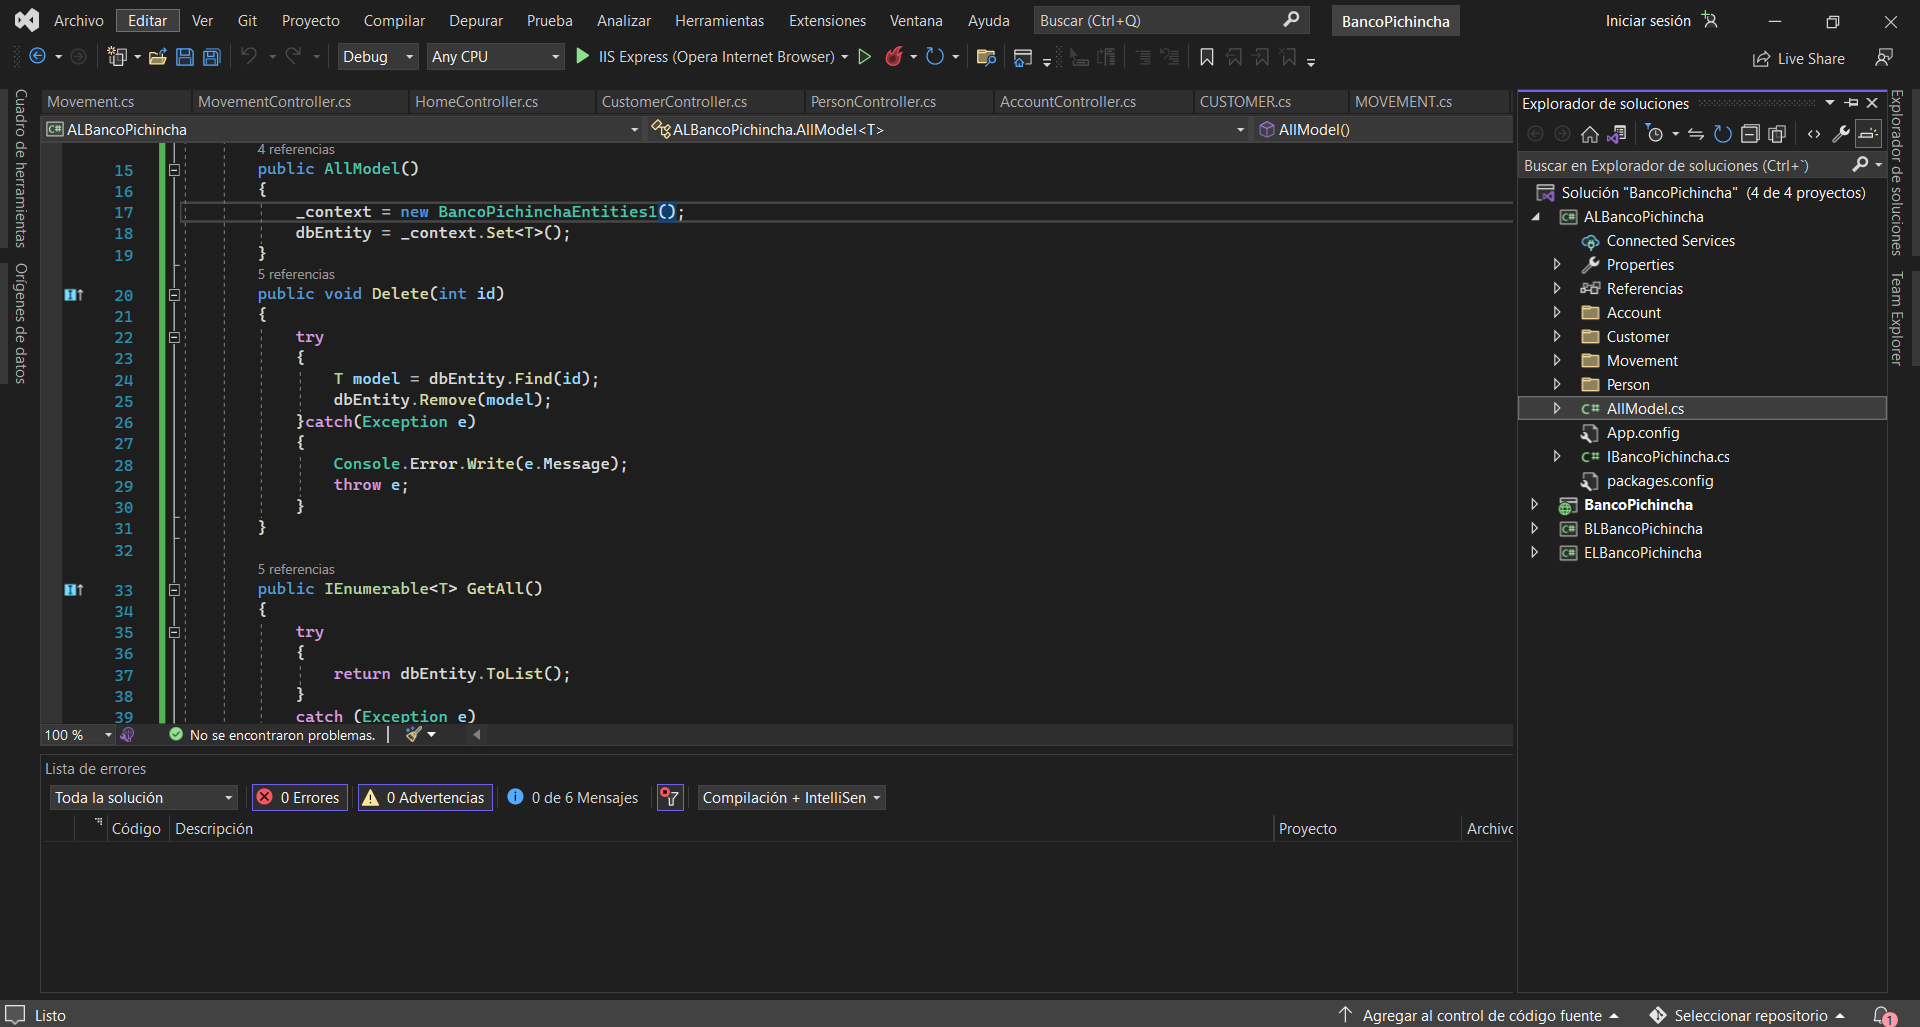 Archivo Editar Ver Git Proyecto Compilar Depurar Prueba Analizar Herramientas Extensiones Ventana Ayuda Buscar (Ctrl+Q) BancoPichincha Iniciar sesión
Debug Any CPU IIS Express (Opera Internet Browser) Live Share
Cuadro de herramientas
Orígenes de datos
Movement.cs MovementController.cs HomeController.cs CustomerController.cs PersonController.cs AccountController.cs CUSTOMER.cs MOVEMENT.cs
ALBancoPichincha ALBancoPichincha.AllModel<T> AllModel()
4 referencias
15 public AllModel()
16 {
17 _context = new BancoPichinchaEntities1();
18 dbEntity = _context.Set<T>();
19 }
5 referencias
20 public void Delete(int id)
21 {
22 try
23 {
24 T model = dbEntity.Find(id);
25 dbEntity.Remove(model);
26 }catch(Exception e)
27 {
28 Console.Error.Write(e.Message);
29 throw e;
30 }
31 }
32
5 referencias
33 public IEnumerable<T> GetAll()
34 {
35 try
36 {
37 return dbEntity.ToList();
38 }
39 catch (Exception e)
100 % No se encontraron problemas.
Lista de errores
Toda la solución 0 Errores 0 Advertencias 0 de 6 Mensajes Compilación + IntelliSen
Código Descripción Proyecto Archivo
Explorador de soluciones
Buscar en Explorador de soluciones (Ctrl+`)
Solución "BancoPichincha" (4 de 4 proyectos)
C# ALBancoPichincha
Connected Services
Properties
Referencias
Account
Customer
Movement
Person
C# AllModel.cs
App.config
C# IBancoPichincha.cs
packages.config
BancoPichincha
C# BLBancoPichincha
C# ELBancoPichincha
Explorador de soluciones
Team Explorer
Listo Agregar al control de código fuente Seleccionar repositorio 1